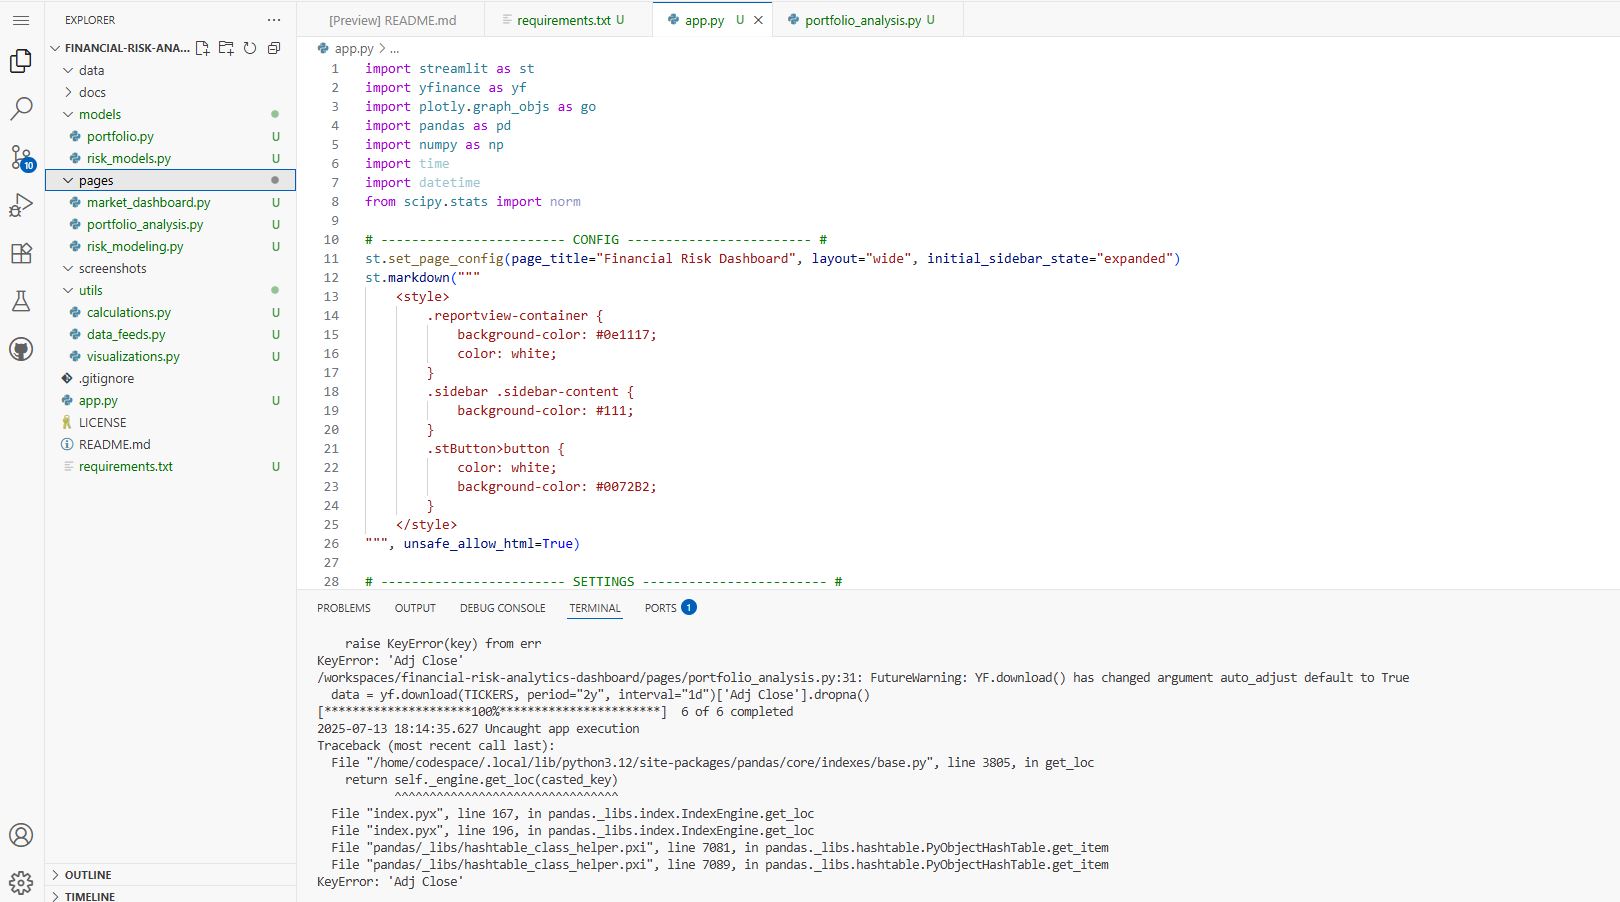 EXPLORER
FINANCIAL-RISK-ANA...
data
docs
models
portfolio.py U
risk_models.py U
pages
market_dashboard.py U
portfolio_analysis.py U
risk_modeling.py U
screenshots
utils
calculations.py U
data_feeds.py U
visualizations.py U
.gitignore
app.py U
LICENSE
README.md
requirements.txt U
OUTLINE
TIMELINE
10
[Preview] README.md
requirements.txt U
app.py U
portfolio_analysis.py U
app.py > ...
1 import streamlit as st
2 import yfinance as yf
3 import plotly.graph_objs as go
4 import pandas as pd
5 import numpy as np
6 import time
7 import datetime
8 from scipy.stats import norm
9
10 # ------------------------ CONFIG ------------------------ #
11 st.set_page_config(page_title="Financial Risk Dashboard", layout="wide", initial_sidebar_state="expanded")
12 st.markdown("""
13 <style>
14 .reportview-container {
15 background-color: #0e1117;
16 color: white;
17 }
18 .sidebar .sidebar-content {
19 background-color: #111;
20 }
21 .stButton>button {
22 color: white;
23 background-color: #0072B2;
24 }
25 </style>
26 """, unsafe_allow_html=True)
27
28 # ------------------------ SETTINGS ------------------------ #
PROBLEMS OUTPUT DEBUG CONSOLE TERMINAL PORTS 1
raise KeyError(key) from err
KeyError: 'Adj Close'
/workspaces/financial-risk-analytics-dashboard/pages/portfolio_analysis.py:31: FutureWarning: YF.download() has changed argument auto_adjust default to True
data = yf.download(TICKERS, period="2y", interval="1d")['Adj Close'].dropna()
[*********************100%***********************]  6 of 6 completed
2025-07-13 18:14:35.627 Uncaught app execution
Traceback (most recent call last):
File "/home/codespace/.local/lib/python3.12/site-packages/pandas/core/indexes/base.py", line 3805, in get_loc
return self._engine.get_loc(casted_key)
^^^^^^^^^^^^^^^^^^^^^^^^^^^^^
File "index.pyx", line 167, in pandas._libs.index.IndexEngine.get_loc
File "index.pyx", line 196, in pandas._libs.index.IndexEngine.get_loc
File "pandas/_libs/hashtable_class_helper.pxi", line 7081, in pandas._libs.hashtable.PyObjectHashTable.get_item
File "pandas/_libs/hashtable_class_helper.pxi", line 7089, in pandas._libs.hashtable.PyObjectHashTable.get_item
KeyError: 'Adj Close'